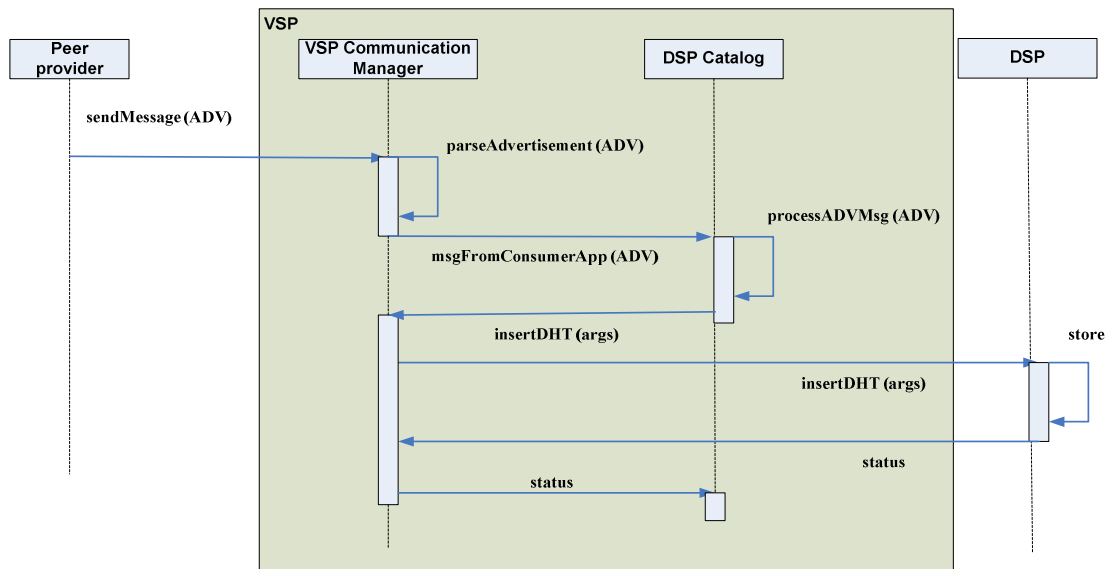 VSP
Peer
provider
VSP Communication
Manager
DSP Catalog
DSP
sendMessage (ADV)
parseAdvertisement (ADV)
processADVMsg (ADV)
msgFromConsumerApp (ADV)
insertDHT (args)
store
insertDHT (args)
status
status